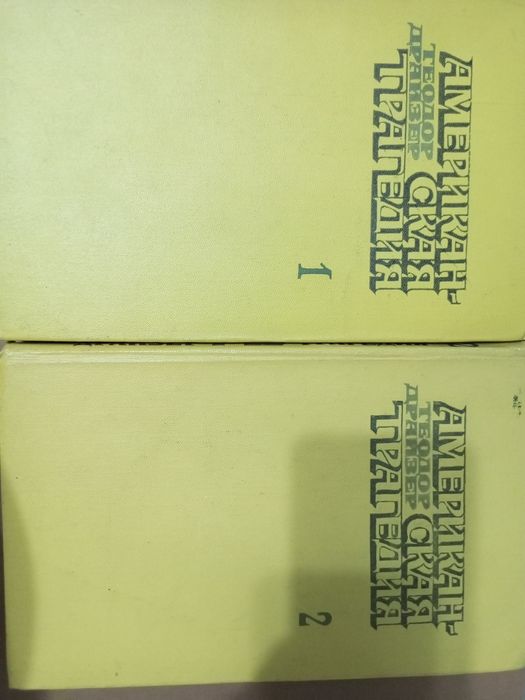 АМЕРИКАН-
ТЕОДОР СКАЯ
ДРАЙЗЕР
ТРАГЕДИЯ
1
АМЕРИКАН-
ТЕОДОР СКАЯ
ДРАЙЗЕР
ТРАГЕДИЯ
2